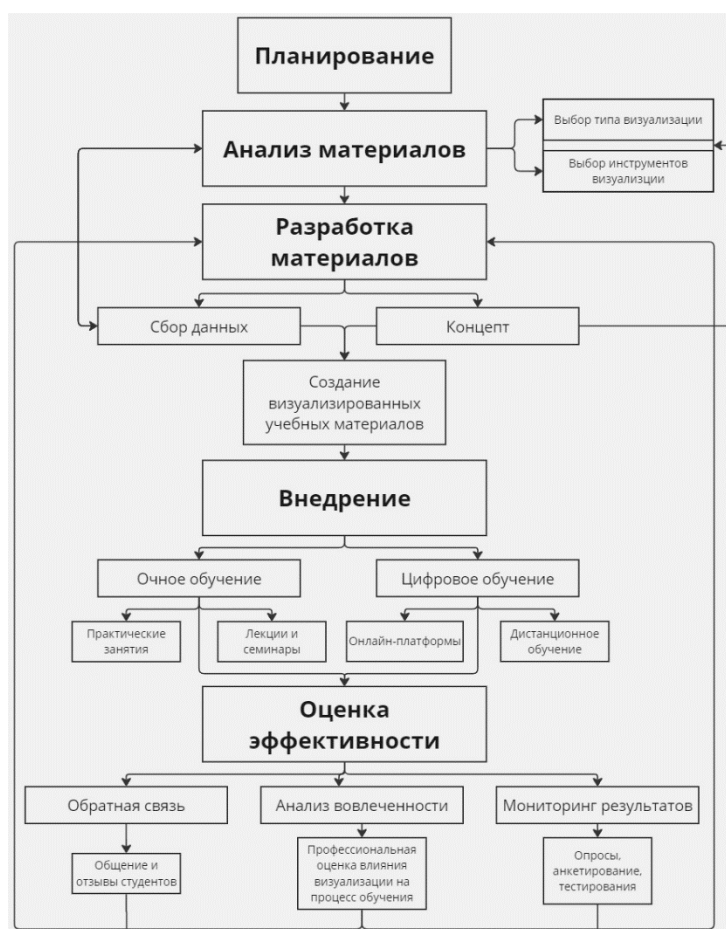 Планирование
Анализ материалов
Выбор типа визуализации
Выбор инструментов
визуализции
Разработка
материалов
Сбор данных
Концепт
Создание
визуализированных
учебных материалов
Внедрение
Очное обучение
Цифровое обучение
Практические
занятия
Лекции и
семинары
Онлайн-платформы
Дистанционное
обучение
Оценка
эффективности
Обратная связь
Анализ вовлеченности
Мониторинг результатов
Общение и
отзывы студентов
Профессиональная
оценка влияния
визуализации на
процесс обучения
Опросы,
анкетирование,
тестирования